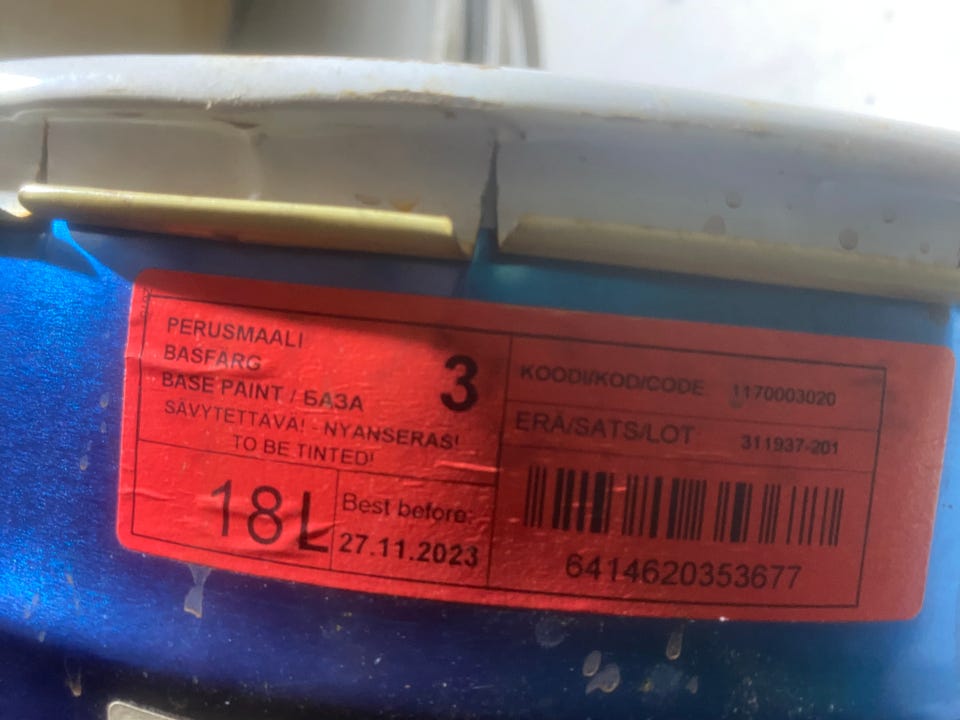 PERUSMAALI
BASFÄRG
BASE PAINT / БАЗА
3
SÄVYTETTÄVÄ! - NYANSERAS!
TO BE TINTED!
18L
Best before:
27.11.2023
KOODI/KOD/CODE 1170003020
ERÄ/SATS/LOT 311937-201
6414620353677